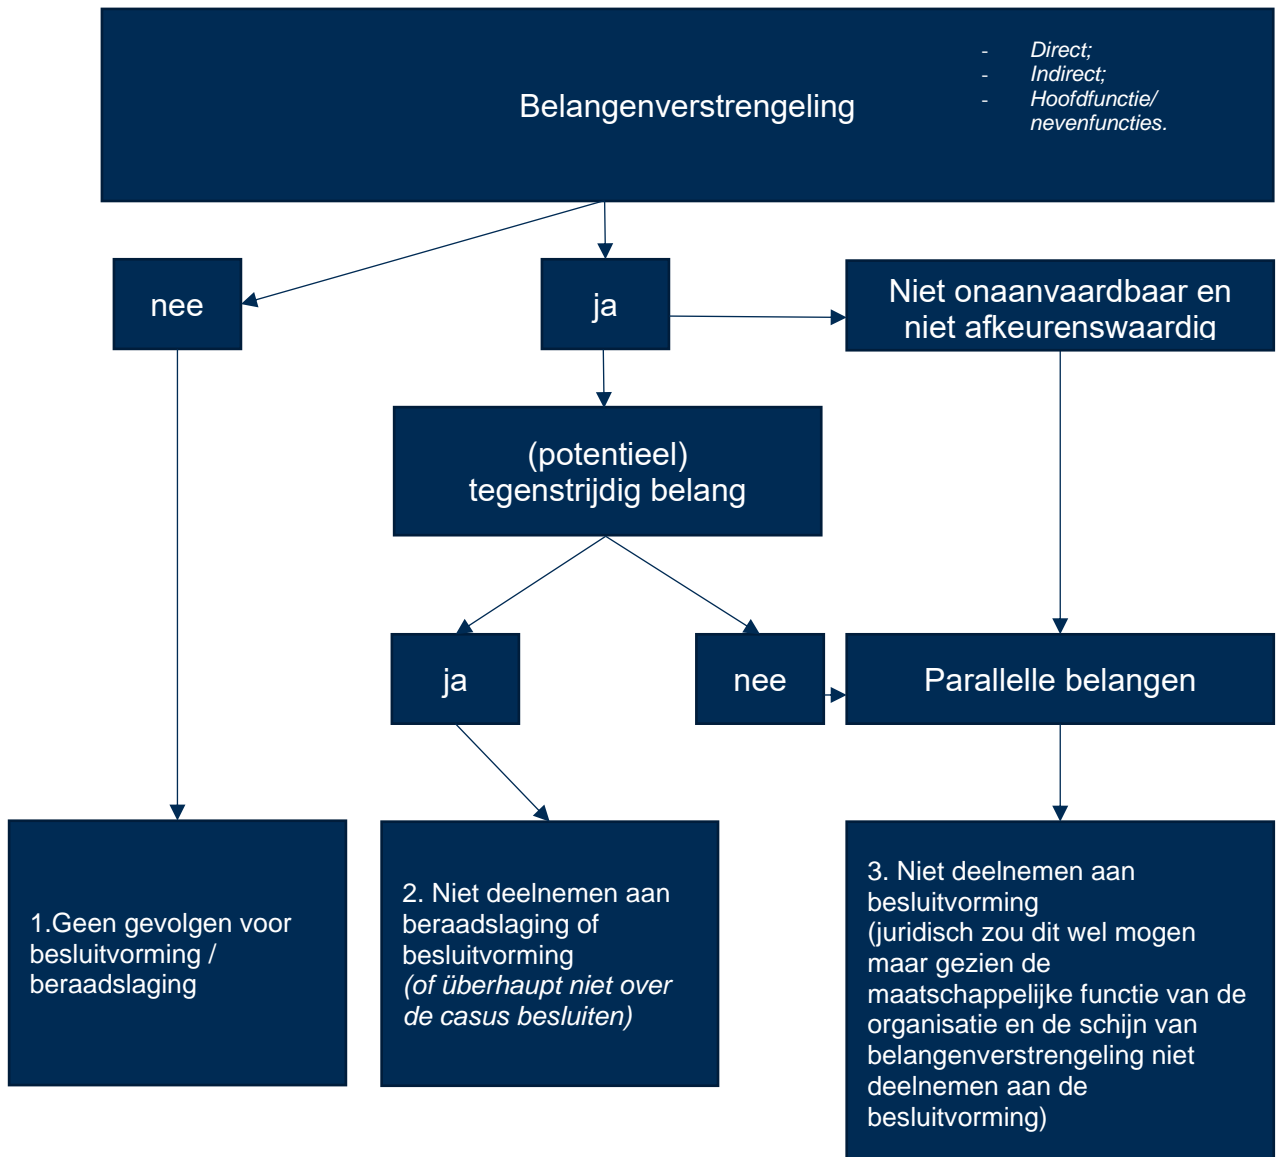 Belangenverstrengeling
- Direct;
- Indirect;
- Hoofdfunctie/
nevenfuncties.
nee
ja
Niet onaanvaardbaar en
niet afkeurenswaardig
(potentieel)
tegenstrijdig belang
ja
nee
Parallelle belangen
1.Geen gevolgen voor
besluitvorming /
beraadslaging
2. Niet deelnemen aan
beraadslaging of
besluitvorming
(of überhaupt niet over
de casus besluiten)
3. Niet deelnemen aan
besluitvorming
(juridisch zou dit wel mogen
maar gezien de
maatschappelijke functie van de
organisatie en de schijn van
belangenverstrengeling niet
deelnemen aan de
besluitvorming)